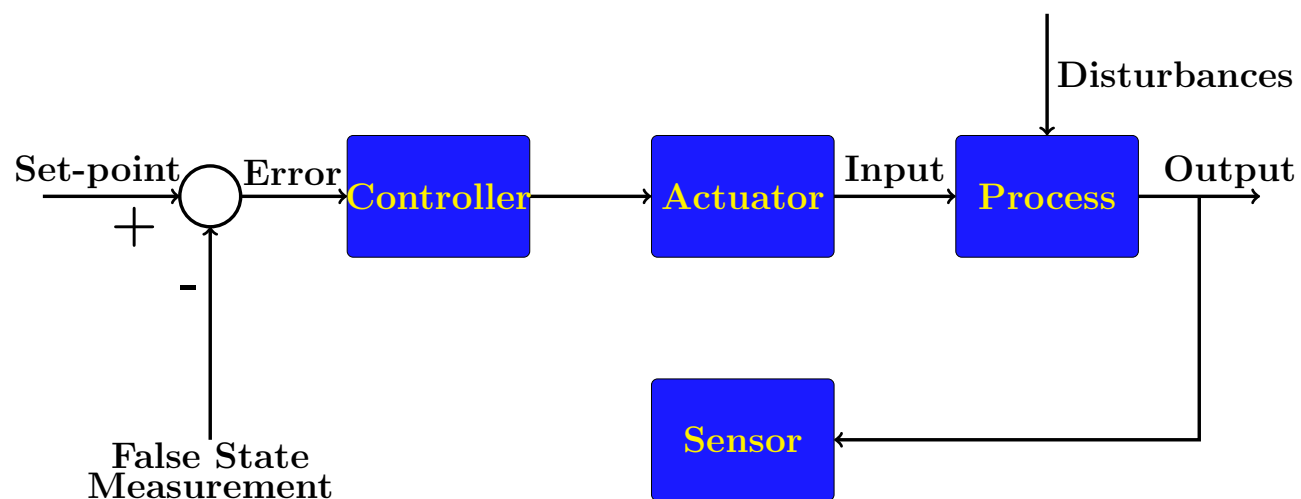 Disturbances
Set-point
Error
Controller
Actuator
Input
Process
Output
+
-
Sensor
False State
Measurement